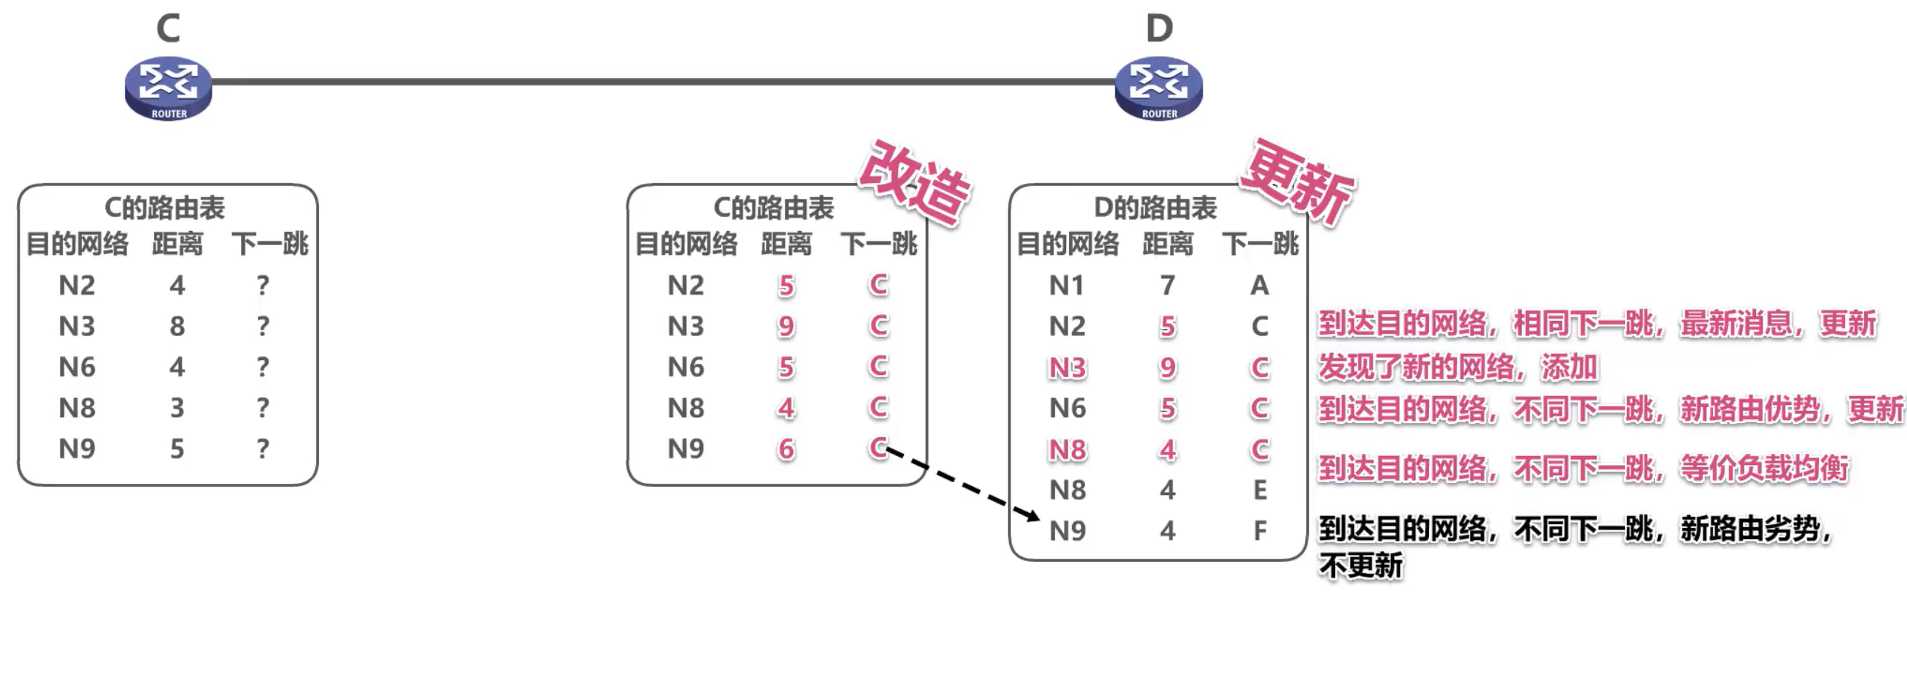 C
D
ROUTER
ROUTER
改造
更新
C的路由表
目的网络 距离 下一跳
N2 4 ?
N3 8 ?
N6 4 ?
N8 3 ?
N9 5 ?
C的路由表
目的网络 距离 下一跳
N2 5 C
N3 9 C
N6 5 C
N8 4 C
N9 6 C
D的路由表
目的网络 距离 下一跳
N1 7 A
N2 5 C
N3 9 C
N6 5 C
N8 4 C
N8 4 E
N9 4 F
到达目的网络，相同下一跳，最新消息，更新
发现了新的网络，添加
到达目的网络，不同下一跳，新路由优势，更新
到达目的网络，不同下一跳，等价负载均衡
到达目的网络，不同下一跳，新路由劣势，
不更新